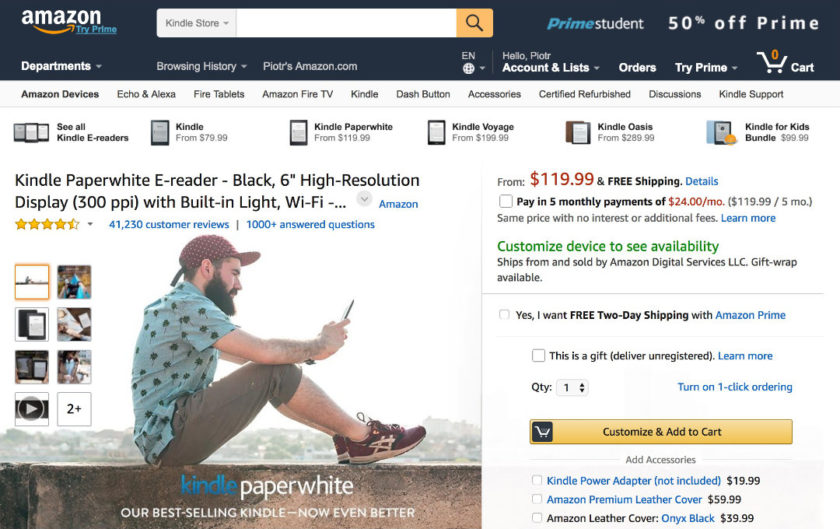 amazon
Try Prime
Kindle Store
Prime student 50% off Prime
Departments
Browsing History
Piotr's Amazon.com
EN
Hello, Piotr
Account & Lists
Orders
Try Prime
0
Cart
Amazon Devices
Echo & Alexa
Fire Tablets
Amazon Fire TV
Kindle
Dash Button
Accessories
Certified Refurbished
Discussions
Kindle Support
See all
Kindle E-readers
Kindle
From $79.99
Kindle Paperwhite
From $119.99
Kindle Voyage
From $199.99
Kindle Oasis
From $289.99
Kindle for Kids
Bundle $99.99
Kindle Paperwhite E-reader - Black, 6" High-Resolution
Display (300 ppi) with Built-in Light, Wi-Fi -... Amazon
41,230 customer reviews | 1000+ answered questions
2+
kindle paperwhite
OUR BEST-SELLING KINDLE—NOW EVEN BETTER
From: $119.99 & FREE Shipping. Details
Pay in 5 monthly payments of $24.00/mo. ($119.99 / 5 mo.)
Same price with no interest or additional fees. Learn more
Customize device to see availability
Ships from and sold by Amazon Digital Services LLC. Gift-wrap
available.
Yes, I want FREE Two-Day Shipping with Amazon Prime
This is a gift (deliver unregistered). Learn more
Qty: 1
Turn on 1-click ordering
Customize & Add to Cart
Add Accessories
Kindle Power Adapter (not included) $19.99
Amazon Premium Leather Cover $59.99
Amazon Leather Cover: Onyx Black $39.99